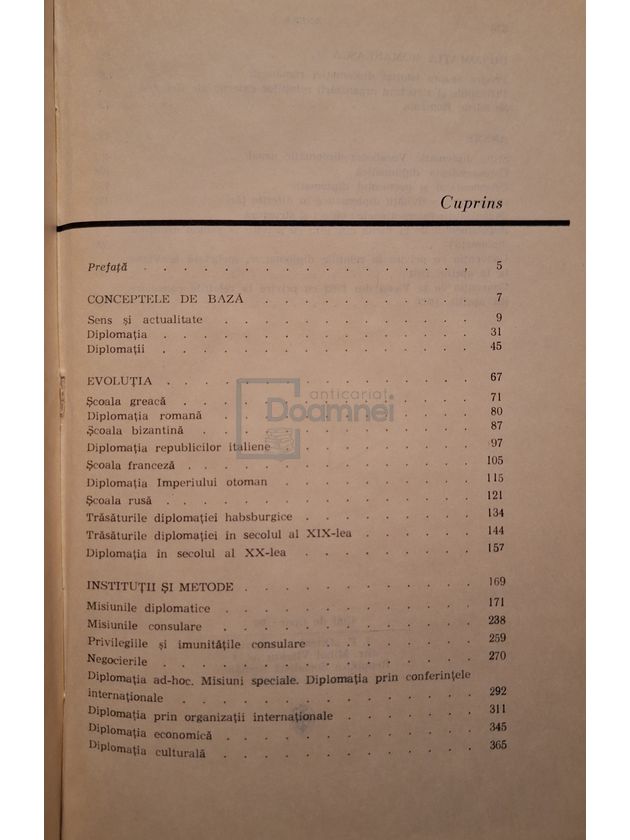 Cuprins
Prefață . . . . . . . . . . . . . . . . 5
CONCEPTELE DE BAZĂ . . . . . . . . . . 7
Sens și actualitate . . . . . . . . . . . . 9
Diplomația . . . . . . . . . . . . . . . 31
Diplomații . . . . . . . . . . . . . . . 45
EVOLUȚIA . . . . . . . . . . . . . . . 67
Școala greacă . . . . . . . . . . . . . . 71
Diplomația romană . . . . . . . . . . . . 80
Școala bizantină . . . . . . . . . . . . . 87
Diplomația republicilor italiene . . . . . . . . . 97
Școala franceză . . . . . . . . . . . . . 105
Diplomația Imperiului otoman . . . . . . . . . 115
Școala rusă . . . . . . . . . . . . . . . 121
Trăsăturile diplomației habsburgice . . . . . . . . 134
Trăsăturile diplomației în secolul al XIX-lea . . . . . 144
Diplomația în secolul al XX-lea . . . . . . . . . 157
INSTITUȚII ȘI METODE . . . . . . . . . . . 169
Misiunile diplomatice . . . . . . . . . . . . 171
Misiunile consulare . . . . . . . . . . . . 238
Privilegiile și imunitățile consulare . . . . . . . 259
Negocierile . . . . . . . . . . . . . . . 270
Diplomația ad-hoc. Misiuni speciale. Diplomația prin conferințele
internaționale . . . . . . . . . . . . . . 292
Diplomația prin organizații internaționale . . . . . . 311
Diplomația economică . . . . . . . . . . . . 345
Diplomația culturală . . . . . . . . . . . . 365
anticariat
Doamnei